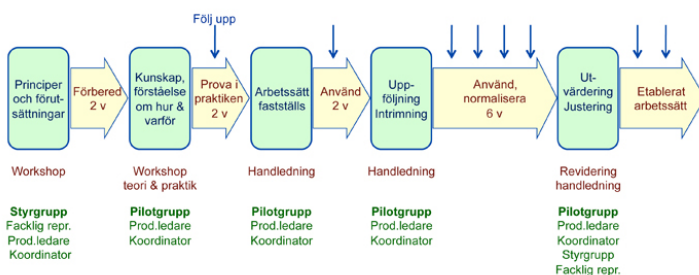 Följ upp
Principer
och förut-
sättningar
Förbered
2 v
Kunskap,
förståelse
om hur &
varför
Prova i
praktiken
2 v
Arbetssätt
fastställs
Använd
2 v
Upp-
följning
Intrimning
Använd,
normalisera
6 v
Ut-
värdering
Justering
Etablerat
arbetssätt
Workshop
Workshop
teori & praktik
Handledning
Handledning
Revidering
handledning
Styrgrupp
Facklig repr.
Prod.ledare
Koordinator
Pilotgrupp
Prod.ledare
Koordinator
Pilotgrupp
Prod.ledare
Koordinator
Pilotgrupp
Prod.ledare
Koordinator
Pilotgrupp
Prod.ledare
Koordinator
Styrgrupp
Facklig repr.